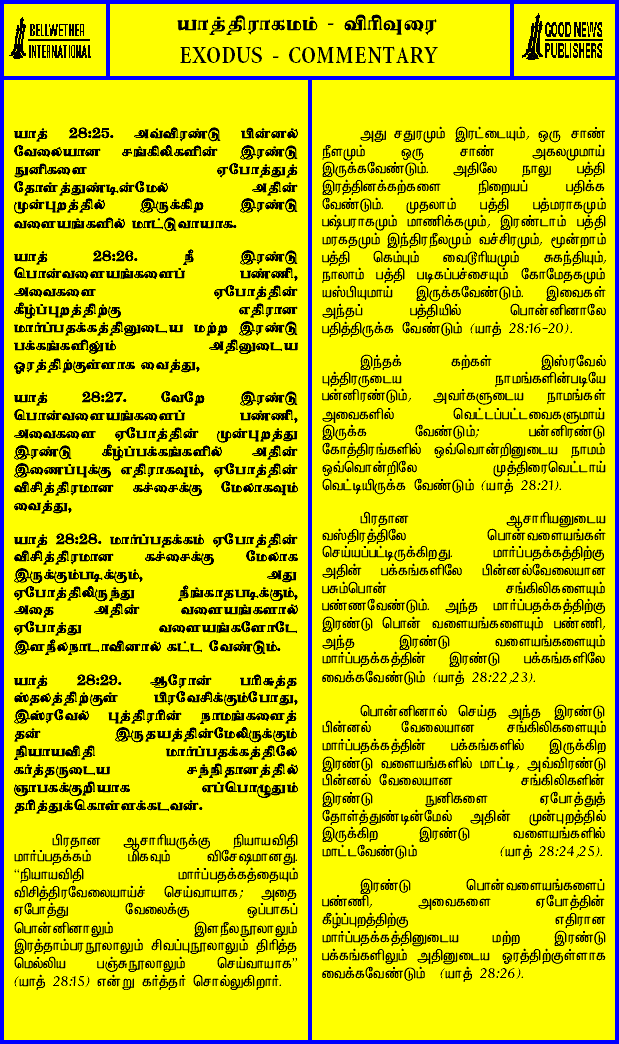 BELLWETHER
INTERNATIONAL
யாத்திராகமம் - விரிவுரை
EXODUS - COMMENTARY
GOOD NEWS
PUBLISHERS
யாத் 28:25. அவ்விரண்டு பின்னல்
வேலையான சங்கிலிகளின் இரண்டு
நுனிகளை ஏபோத்துத்
தோள்த்துண்டின்மேல் அதின்
முன்புறத்தில் இருக்கிற இரண்டு
வளையங்களில் மாட்டுவாயாக.
யாத் 28:26. நீ இரண்டு
பொன்வளையங்களைப் பண்ணி,
அவைகளை ஏபோத்தின்
கீழ்ப்புறத்திற்கு எதிரான
மார்ப்பதக்கத்தினுடைய மற்ற இரண்டு
பக்கங்களிலும் அதினுடைய
ஓரத்திற்குள்ளாக வைத்து,
யாத் 28:27. வேறே இரண்டு
பொன்வளையங்களைப் பண்ணி,
அவைகளை ஏபோத்தின் முன்புறத்து
இரண்டு கீழ்ப்பக்கங்களில் அதின்
இணைப்புக்கு எதிராகவும், ஏபோத்தின்
விசித்திரமான கச்சைக்கு மேலாகவும்
வைத்து,
யாத் 28:28. மார்ப்பதக்கம் ஏபோத்தின்
விசித்திரமான கச்சைக்கு மேலாக
இருக்கும்படிக்கும், அது
ஏபோத்திலிருந்து நீங்காதபடிக்கும்,
அதை அதின் வளையங்களால்
ஏபோத்து வளையங்களோடே
இளநீலநாடாவினால் கட்ட வேண்டும்.
யாத் 28:29. ஆரோன் பரிசுத்த
ஸ்தலத்திற்குள் பிரவேசிக்கும்போது,
இஸ்ரவேல் புத்திரரின் நாமங்களைத்
தன் இருதயத்தின்மேலிருக்கும்
நியாயவிதி மார்ப்பதக்கத்திலே
கர்த்தருடைய சந்நிதானத்தில்
ஞாபகக்குறியாக எப்பொழுதும்
தரித்துக்கொள்ளக்கடவன்.
பிரதான ஆசாரியருக்கு நியாயவிதி
மார்ப்பதக்கம் மிகவும் விசேஷமானது.
“நியாயவிதி மார்ப்பதக்கத்தையும்
விசித்திரவேலையாய்ச் செய்வாயாக; அதை
ஏபோத்து வேலைக்கு ஒப்பாகப்
பொன்னினாலும் இளநீலநூலாலும்
இரத்தாம்பரநூலாலும் சிவப்புநூலாலும் திரித்த
மெல்லிய பஞ்சுநூலாலும் செய்வாயாக”
(யாத் 28:15) என்று கர்த்தர் சொல்லுகிறார்.
அது சதுரமும் இரட்டையும், ஒரு சாண்
நீளமும் ஒரு சாண் அகலமுமாய்
இருக்கவேண்டும். அதிலே நாலு பத்தி
இரத்தினக்கற்களை நிறையப் பதிக்க
வேண்டும். முதலாம் பத்தி பத்மராகமும்
பஷ்பராகமும் மாணிக்கமும், இரண்டாம் பத்தி
மரகதமும் இந்திரநீலமும் வச்சிரமும், மூன்றாம்
பத்தி கெம்பும் வைடூரியமும் சுகந்தியும்,
நாலாம் பத்தி படிகப்பச்சையும் கோமேதகமும்
யஸ்பியுமாய் இருக்கவேண்டும். இவைகள்
அந்தப் பத்தியில் பொன்னினாலே
பதித்திருக்க வேண்டும் (யாத் 28:16-20).
இந்தக் கற்கள் இஸ்ரவேல்
புத்திரருடைய நாமங்களின்படியே
பன்னிரண்டும், அவர்களுடைய நாமங்கள்
அவைகளில் வெட்டப்பட்டவைகளுமாய்
இருக்க வேண்டும்; பன்னிரண்டு
கோத்திரங்களில் ஒவ்வொன்றினுடைய நாமம்
ஒவ்வொன்றிலே முத்திரைவெட்டாய்
வெட்டியிருக்க வேண்டும் (யாத் 28:21).
பிரதான ஆசாரியனுடைய
வஸ்திரத்திலே பொன்வளையங்கள்
செய்யப்பட்டிருக்கிறது. மார்ப்பதக்கத்திற்கு
அதின் பக்கங்களிலே பின்னல்வேலையான
பசும்பொன் சங்கிலிகளையும்
பண்ணவேண்டும். அந்த மார்ப்பதக்கத்திற்கு
இரண்டு பொன் வளையங்களையும் பண்ணி,
அந்த இரண்டு வளையங்களையும்
மார்ப்பதக்கத்தின் இரண்டு பக்கங்களிலே
வைக்கவேண்டும் (யாத் 28:22,23).
பொன்னினால் செய்த அந்த இரண்டு
பின்னல் வேலையான சங்கிலிகளையும்
மார்ப்பதக்கத்தின் பக்கங்களில் இருக்கிற
இரண்டு வளையங்களில் மாட்டி, அவ்விரண்டு
பின்னல் வேலையான சங்கிலிகளின்
இரண்டு நுனிகளை ஏபோத்துத்
தோள்த்துண்டின்மேல் அதின் முன்புறத்தில்
இருக்கிற இரண்டு வளையங்களில்
மாட்டவேண்டும் (யாத் 28:24,25).
இரண்டு பொன்வளையங்களைப்
பண்ணி, அவைகளை ஏபோத்தின்
கீழ்ப்புறத்திற்கு எதிரான
மார்ப்பதக்கத்தினுடைய மற்ற இரண்டு
பக்கங்களிலும் அதினுடைய ஓரத்திற்குள்ளாக
வைக்கவேண்டும் (யாத் 28:26).